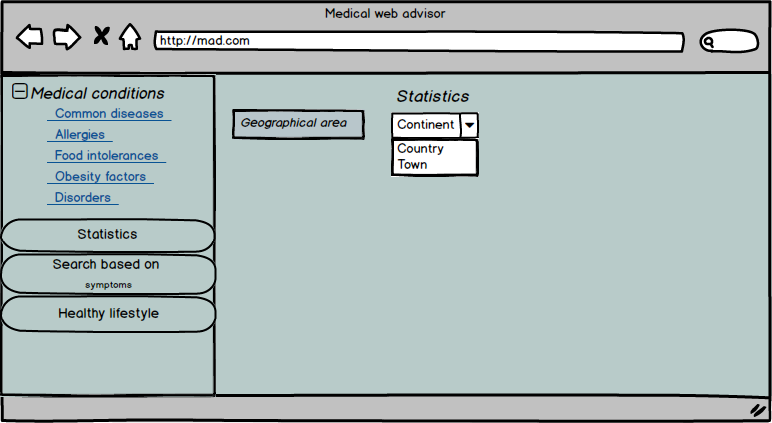 Medical web advisor
http://mad.com
Medical conditions
Common diseases
Allergies
Food intolerances
Obesity factors
Disorders
Statistics
Search based on
symptoms
Healthy lifestyle
Statistics
Geographical area
Continent
Country
Town